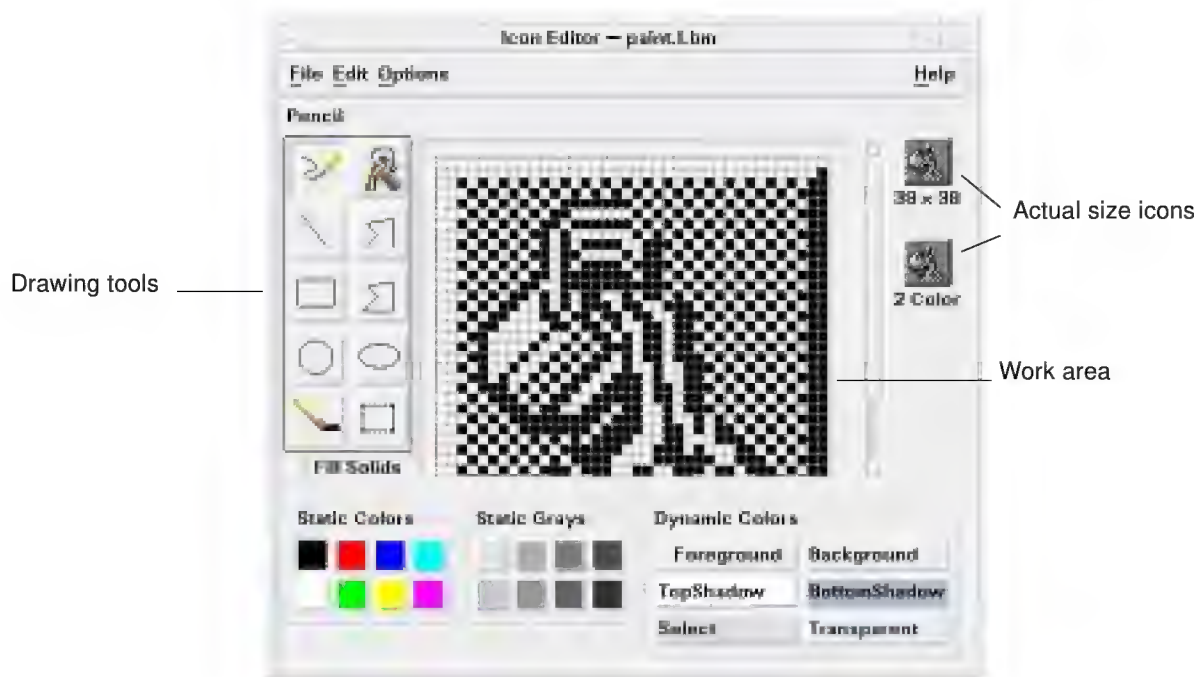 Icon Editor – paint.l.bm
File Edit Options Help
Pencil
38 x 38
Actual size icons
Drawing tools
2 Color
Work area
Fill Solids
Static Colors Static Grays Dynamic Colors
Foreground Background
TopShadow BottomShadow
Select Transparent